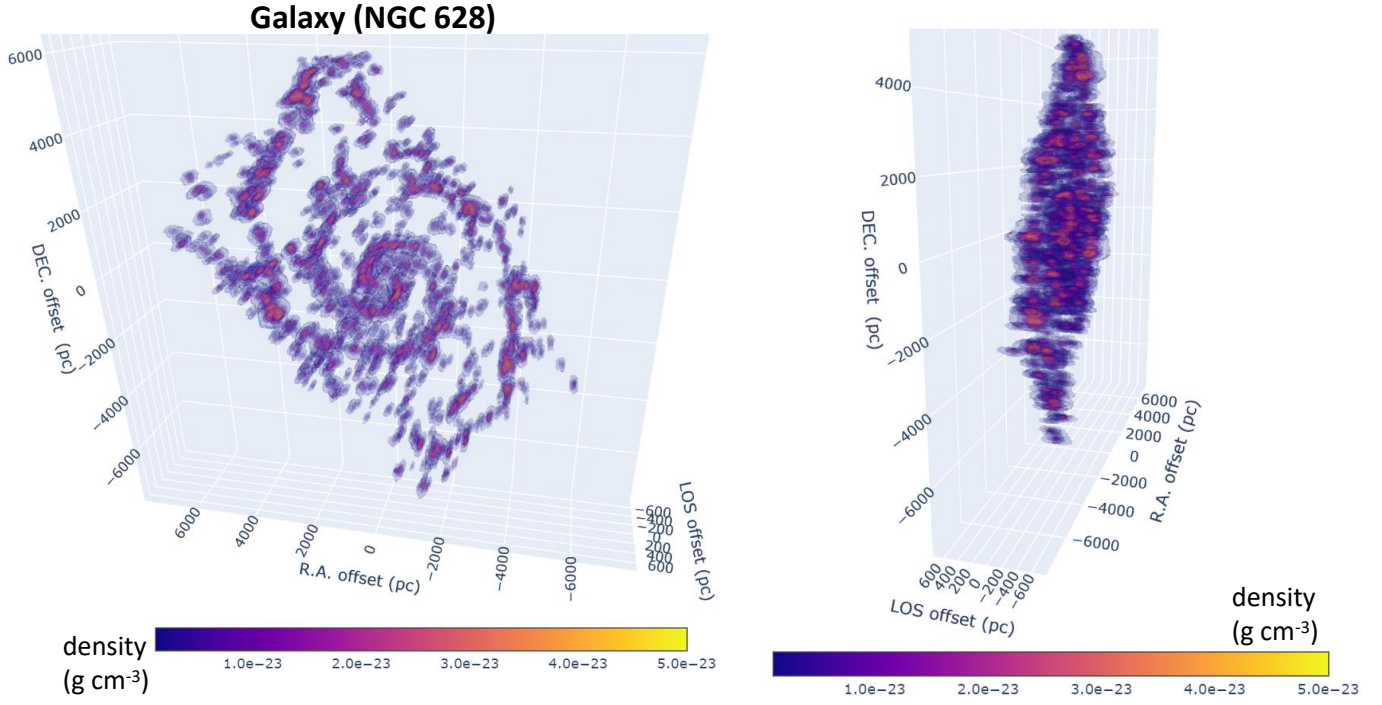 Galaxy (NGC 628)
6000
4000
2000
0
−2000
−4000
−6000
DEC. offset (pc)
6000
4000
2000
0
−2000
−4000
−6000
R.A. offset (pc)
−600
−400
−200
0
200
400
600
LOS offset (pc)
density
(g cm-3)
1.0e−23
2.0e−23
3.0e−23
4.0e−23
5.0e−23
4000
2000
0
−2000
−4000
−6000
DEC. offset (pc)
6000
4000
2000
0
−2000
−4000
−6000
R.A. offset (pc)
600
400
200
0
−200
−400
−600
LOS offset (pc)
density
(g cm-3)
1.0e−23
2.0e−23
3.0e−23
4.0e−23
5.0e−23